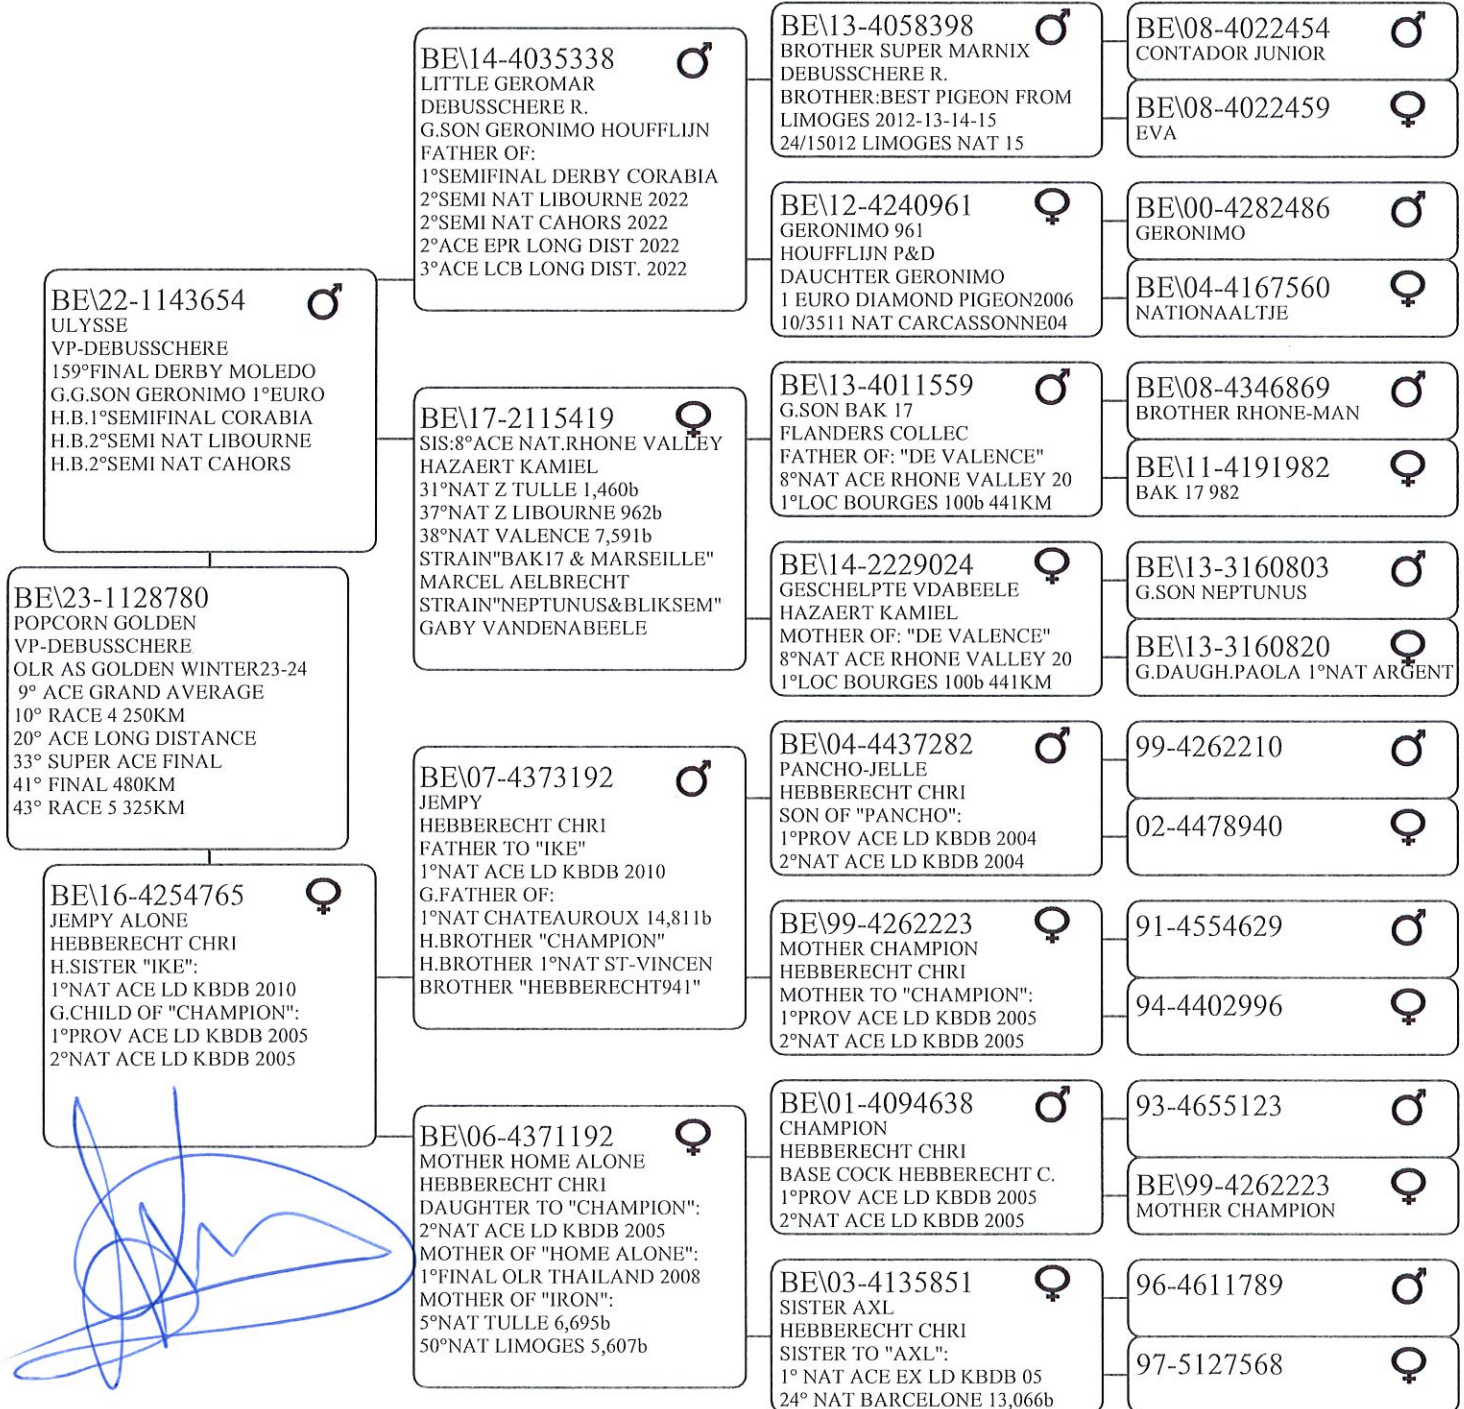 BE\23-1128780
POPCORN GOLDEN
VP-DEBUSSCHERE
OLR AS GOLDEN WINTER23-24
9° ACE GRAND AVERAGE
10° RACE 4 250KM
20° ACE LONG DISTANCE
33° SUPER ACE FINAL
41° FINAL 480KM
43° RACE 5 325KM
BE\22-1143654
ULYSSE
VP-DEBUSSCHERE
159°FINAL DERBY MOLEDO
G.G.SON GERONIMO 1°EURO
H.B.1°SEMIFINAL CORABIA
H.B.2°SEMI NAT LIBOURNE
H.B.2°SEMI NAT CAHORS
BE\16-4254765
JEMPY ALONE
HEBBERECHT CHRI
H.SISTER "IKE":
1°NAT ACE LD KBDB 2010
G.CHILD OF "CHAMPION":
1°PROV ACE LD KBDB 2005
2°NAT ACE LD KBDB 2005
BE\14-4035338
LITTLE GEROMAR
DEBUSSCHERE R.
G.SON GERONIMO HOUFFLIJN
FATHER OF:
1°SEMIFINAL DERBY CORABIA
2°SEMI NAT LIBOURNE 2022
2°SEMI NAT CAHORS 2022
2°ACE EPR LONG DIST 2022
3°ACE LCB LONG DIST. 2022
BE\17-2115419
SIS:8°ACE NAT.RHONE VALLEY
HAZAERT KAMIEL
31°NAT Z TULLE 1,460b
37°NAT Z LIBOURNE 962b
38°NAT VALENCE 7,591b
STRAIN"BAK17 & MARSEILLE"
MARCEL AELBRECHT
STRAIN"NEPTUNUS&BLIKSEM"
GABY VANDENABEELE
BE\07-4373192
JEMPY
HEBBERECHT CHRI
FATHER TO "IKE"
1°NAT ACE LD KBDB 2010
G.FATHER OF:
1°NAT CHATEAUROUX 14,811b
H.BROTHER "CHAMPION"
H.BROTHER 1°NAT ST-VINCEN
BROTHER "HEBBERECHT941"
BE\06-4371192
MOTHER HOME ALONE
HEBBERECHT CHRI
DAUGHTER TO "CHAMPION":
2°NAT ACE LD KBDB 2005
MOTHER OF "HOME ALONE":
1°FINAL OLR THAILAND 2008
MOTHER OF "IRON":
5°NAT TULLE 6,695b
50°NAT LIMOGES 5,607b
BE\13-4058398
BROTHER SUPER MARNIX
DEBUSSCHERE R.
BROTHER:BEST PIGEON FROM
LIMOGES 2012-13-14-15
24/15012 LIMOGES NAT 15
BE\12-4240961
GERONIMO 961
HOUFFLIJN P&D
DAUCHTER GERONIMO
1 EURO DIAMOND PIGEON2006
10/3511 NAT CARCASSONNE04
BE\13-4011559
G.SON BAK 17
FLANDERS COLLEC
FATHER OF: "DE VALENCE"
8°NAT ACE RHONE VALLEY 20
1°LOC BOURGES 100b 441KM
BE\14-2229024
GESCHELPTE VDABEELE
HAZAERT KAMIEL
MOTHER OF: "DE VALENCE"
8°NAT ACE RHONE VALLEY 20
1°LOC BOURGES 100b 441KM
BE\04-4437282
PANCHO-JELLE
HEBBERECHT CHRI
SON OF "PANCHO":
1°PROV ACE LD KBDB 2004
2°NAT ACE LD KBDB 2004
BE\99-4262223
MOTHER CHAMPION
HEBBERECHT CHRI
MOTHER TO "CHAMPION":
1°PROV ACE LD KBDB 2005
2°NAT ACE LD KBDB 2005
BE\01-4094638
CHAMPION
HEBBERECHT CHRI
BASE COCK HEBBERECHT C.
1°PROV ACE LD KBDB 2005
2°NAT ACE LD KBDB 2005
BE\03-4135851
SISTER AXL
HEBBERECHT CHRI
SISTER TO "AXL":
1° NAT ACE EX LD KBDB 05
24° NAT BARCELONE 13,066b
BE\08-4022454
CONTADOR JUNIOR
BE\08-4022459
EVA
BE\00-4282486
GERONIMO
BE\04-4167560
NATIONAALTJE
BE\08-4346869
BROTHER RHONE-MAN
BE\11-4191982
BAK 17 982
BE\13-3160803
G.SON NEPTUNUS
BE\13-3160820
G.DAUGH.PAOLA 1°NAT ARGENT
99-4262210
02-4478940
91-4554629
94-4402996
93-4655123
BE\99-4262223
MOTHER CHAMPION
96-4611789
97-5127568